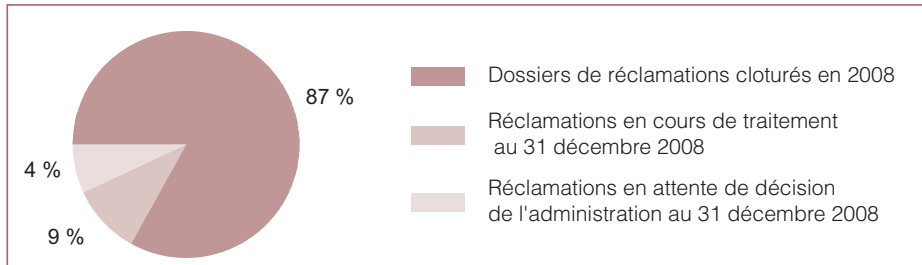 87 %
4 %
9 %
Dossiers de réclamations cloturés en 2008
Réclamations en cours de traitement
au 31 décembre 2008
Réclamations en attente de décision
de l'administration au 31 décembre 2008